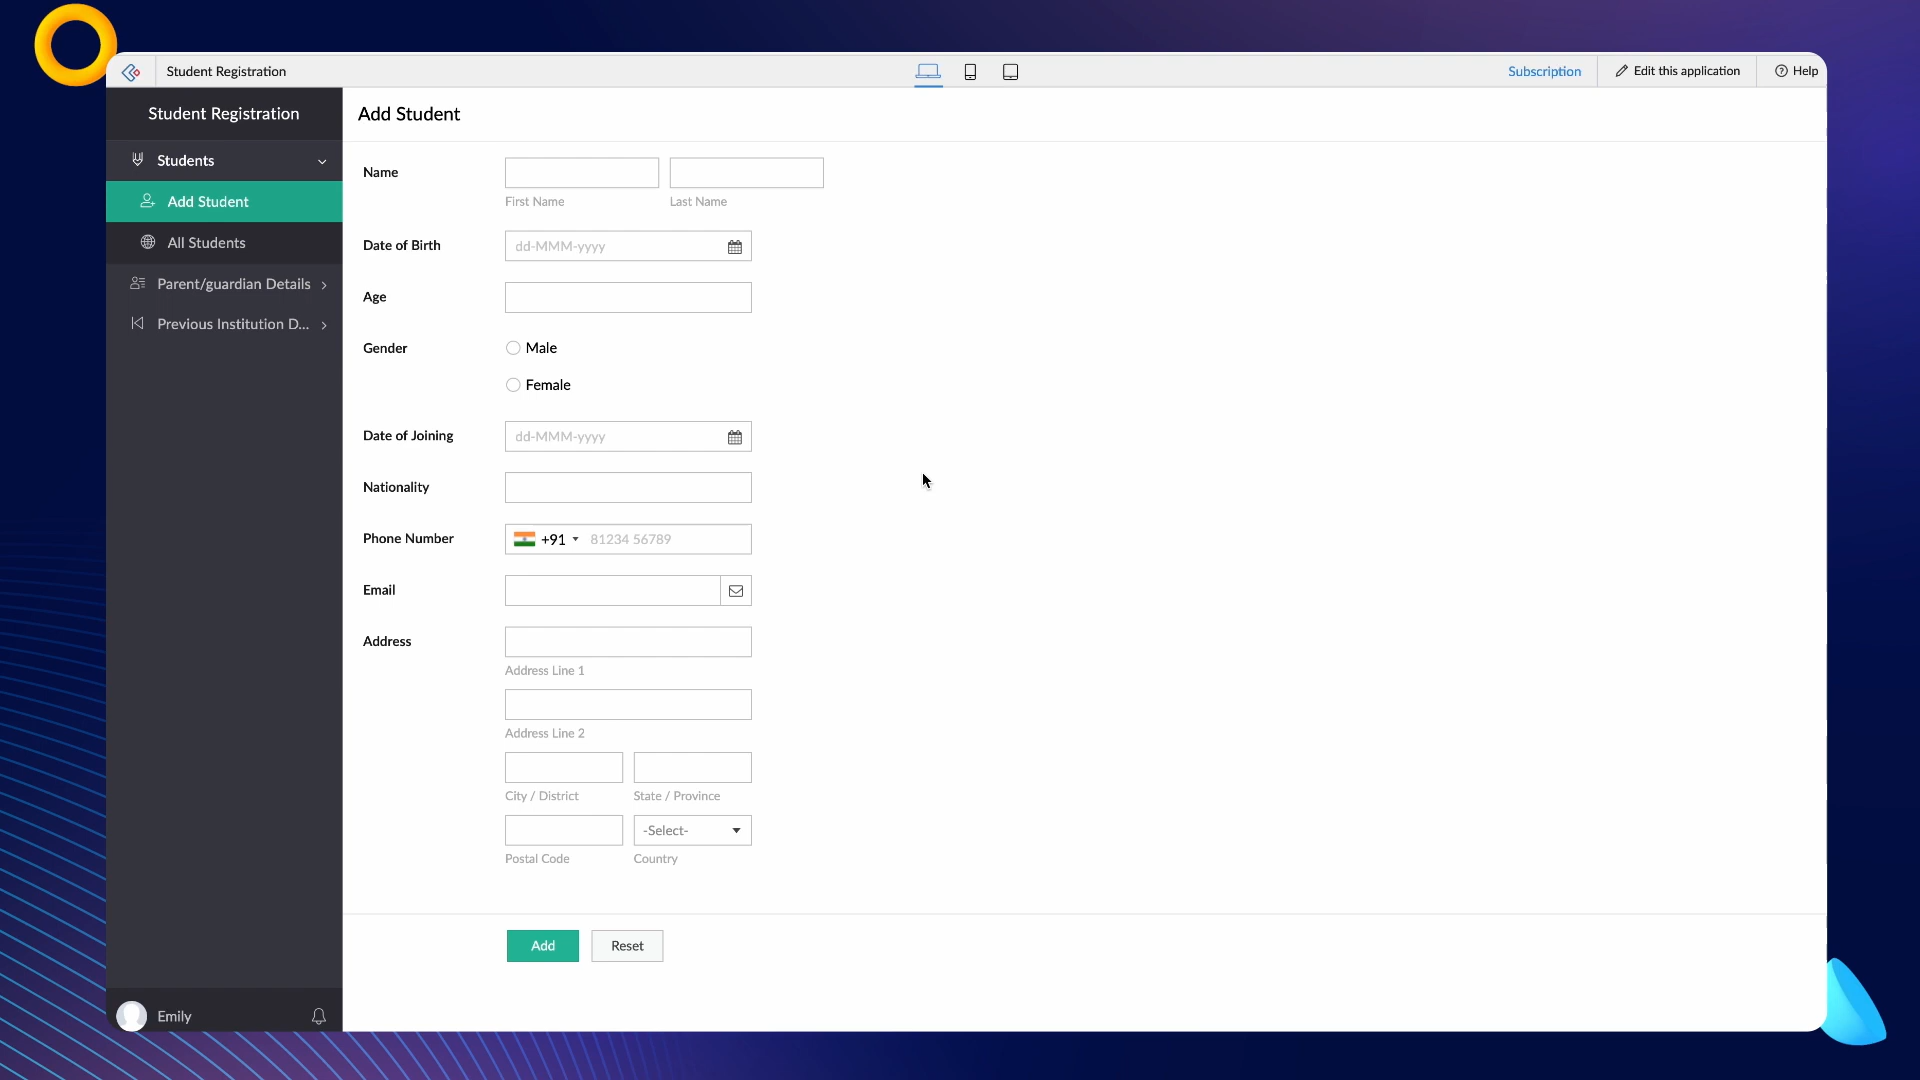 Student Registration
Subscription
Edit this application
Help
Student Registration
Add Student
Students
Add Student
All Students
Parent/guardian Details
Previous Institution D...
Name
First Name
Last Name
Date of Birth
dd-MMM-yyyy
Age
Gender
Male
Female
Date of Joining
dd-MMM-yyyy
Nationality
Phone Number
+91
81234 56789
Email
Address
Address Line 1
Address Line 2
City / District
State / Province
-Select-
Postal Code
Country
Add
Reset
Emily